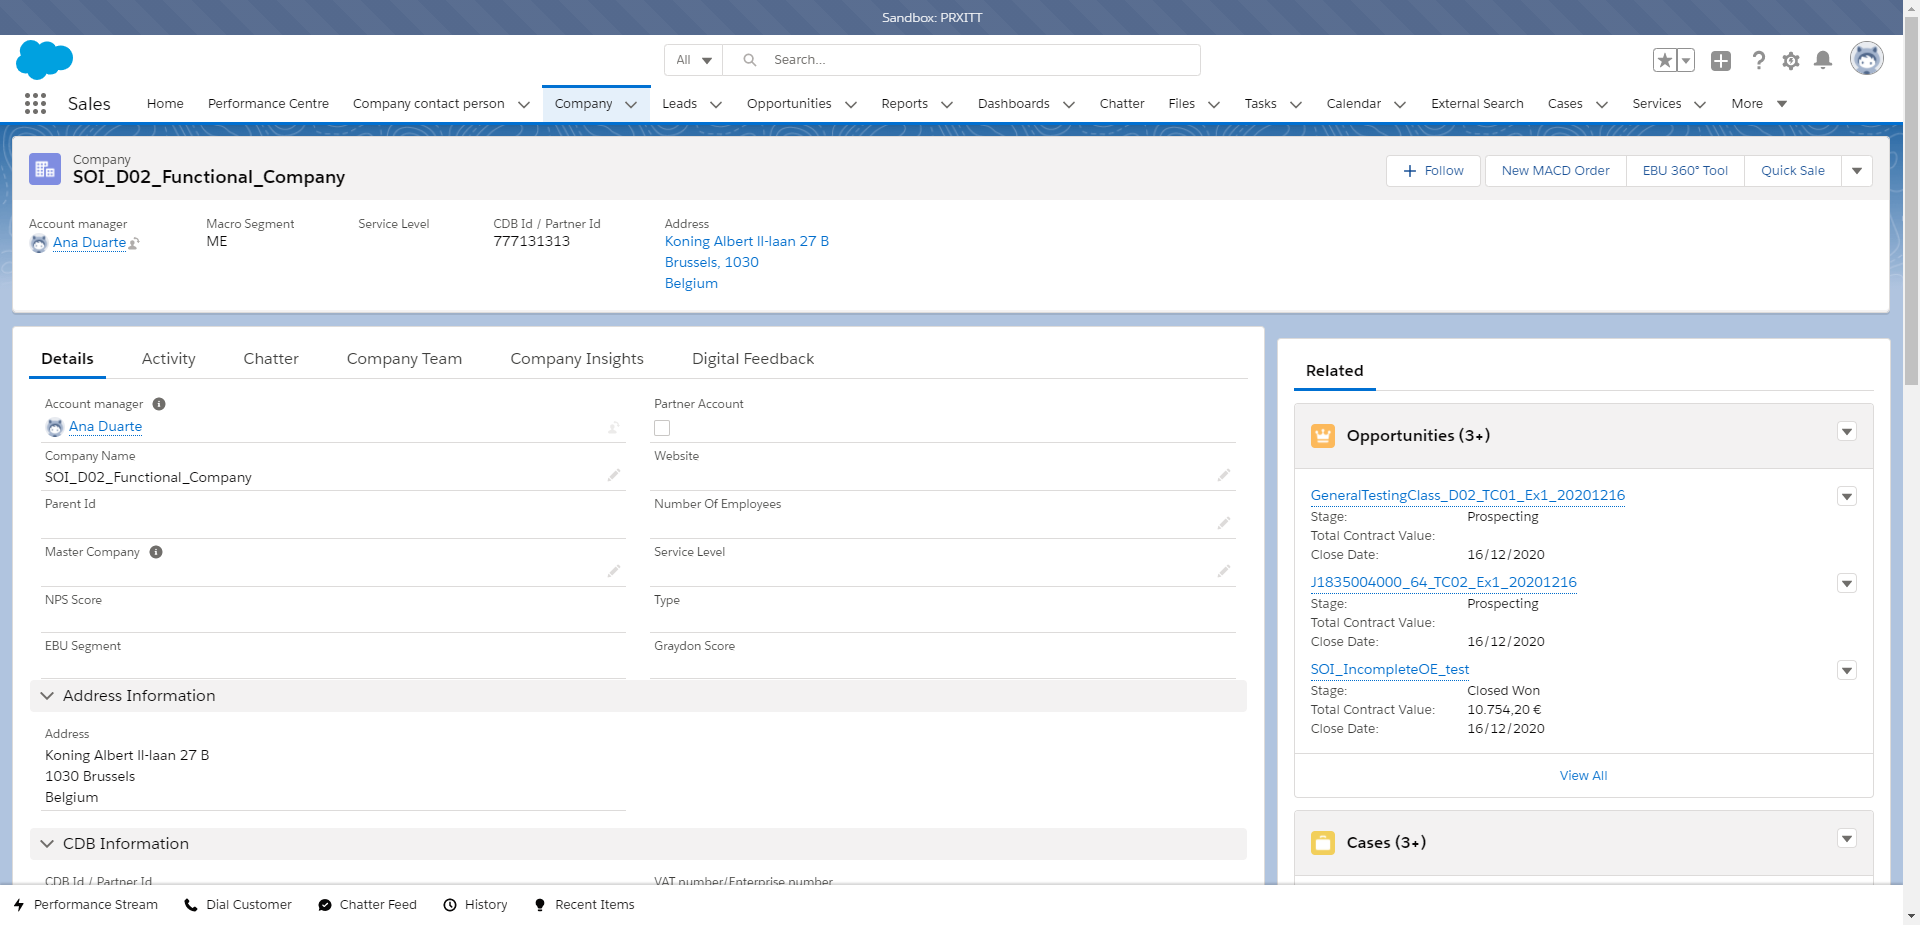 Sandbox: PRXITT
All
Search...
Sales
Home
Performance Centre
Company contact person
Company
Leads
Opportunities
Reports
Dashboards
Chatter
Files
Tasks
Calendar
External Search
Cases
Services
More
Company
SOI_D02_Functional_Company
Follow
New MACD Order
EBU 360° Tool
Quick Sale
Account manager
Ana Duarte
Macro Segment
ME
Service Level
CDB Id / Partner Id
777131313
Address
Koning Albert II-laan 27 B
Brussels, 1030
Belgium
Details
Activity
Chatter
Company Team
Company Insights
Digital Feedback
Account manager
Ana Duarte
Partner Account
Company Name
SOI_D02_Functional_Company
Website
Parent Id
Number Of Employees
Master Company
Service Level
NPS Score
Type
EBU Segment
Graydon Score
Address Information
Address
Koning Albert II-laan 27 B
1030 Brussels
Belgium
CDB Information
CDB Id / Partner Id
VAT number/Enterprise number
Related
Opportunities (3+)
GeneralTestingClass_D02_TC01_Ex1_20201216
Stage: Prospecting
Total Contract Value:
Close Date: 16/12/2020
J1835004000_64_TC02_Ex1_20201216
Stage: Prospecting
Total Contract Value:
Close Date: 16/12/2020
SOI_IncompleteOE_test
Stage: Closed Won
Total Contract Value: 10.754,20 €
Close Date: 16/12/2020
View All
Cases (3+)
Performance Stream
Dial Customer
Chatter Feed
History
Recent Items